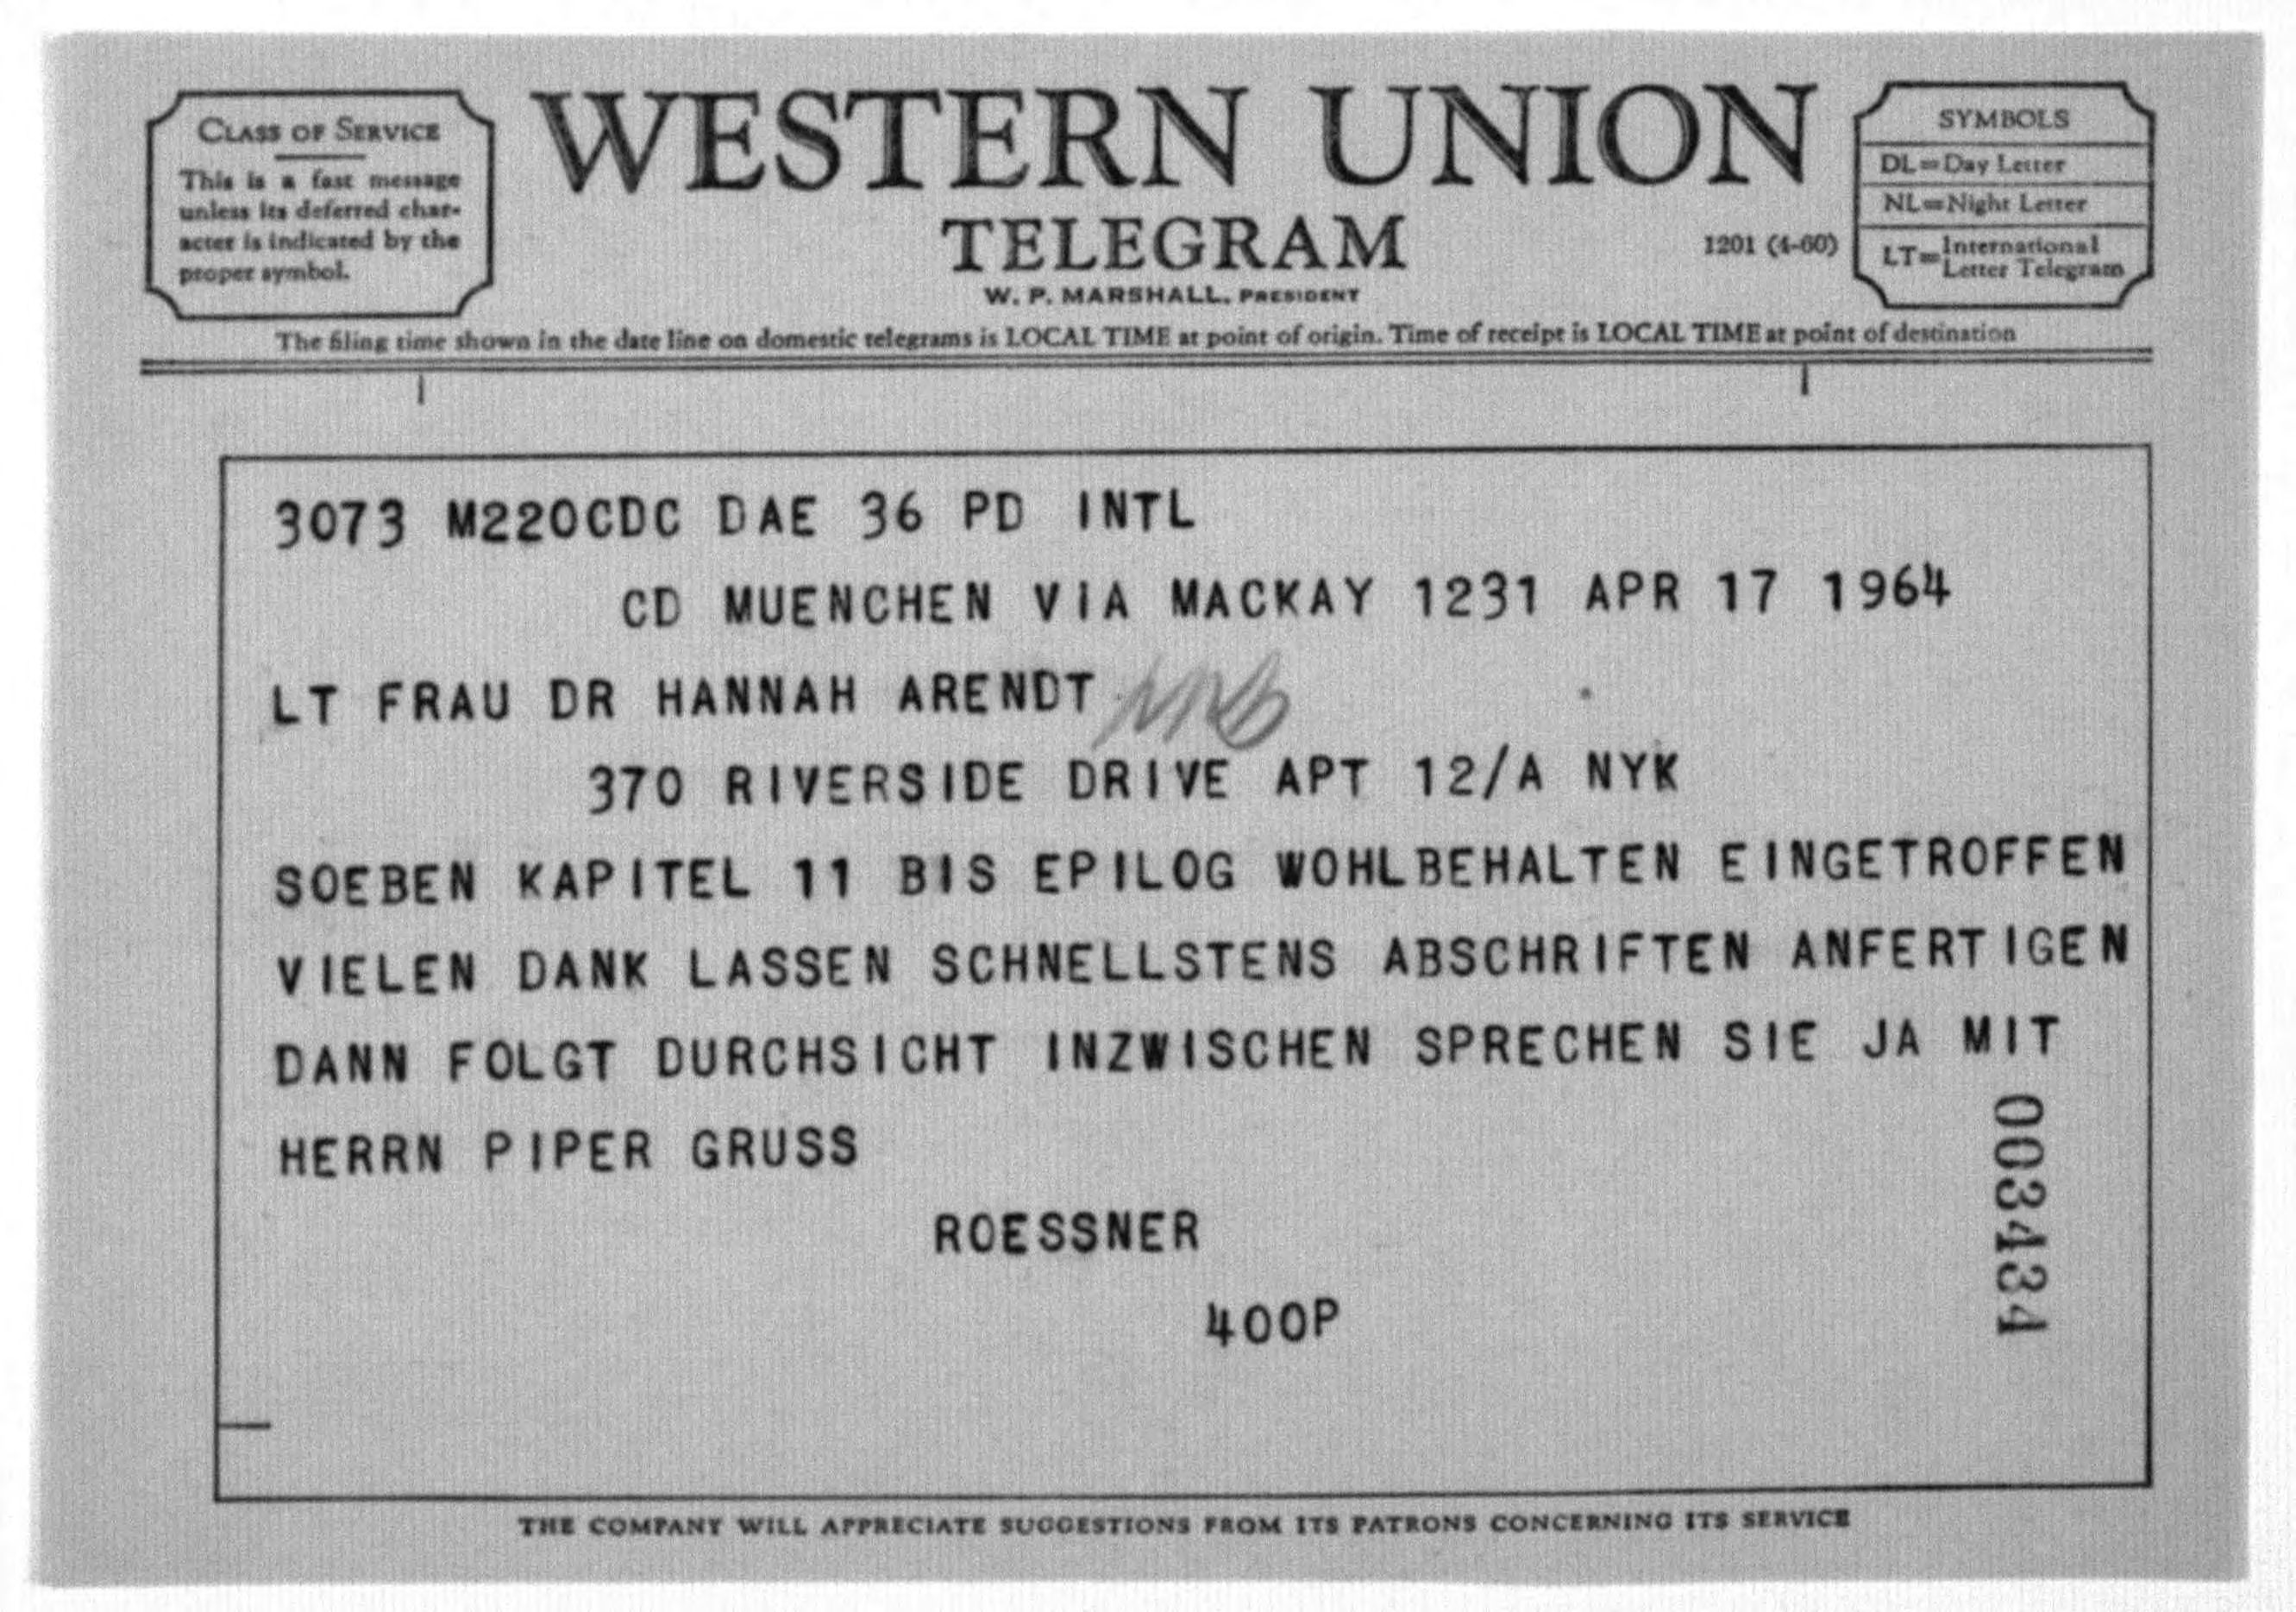 CLASS OF SERVICE
This is a fast message
unless its deferred char-
acter is indicated by the
proper symbol.
WESTERN UNION
TELEGRAM
W. P. MARSHALL, PRESIDENT
1201 (4-60)
SYMBOLS
DL=Day Letter
NL=Night Letter
LT=International
Letter Telegram
The filing time shown in the date line on domestic telegrams is LOCAL TIME at point of origin. Time of receipt is LOCAL TIME at point of destination
3073 M220CDC DAE 36 PD INTL
CD MUENCHEN VIA MACKAY 1231 APR 17 1964
LT FRAU DR HANNAH ARENDT
370 RIVERSIDE DRIVE APT 12/A NYK
SOEBEN KAPITEL 11 BIS EPILOG WOHLBEHALTEN EINGETROFFEN
VIELEN DANK LASSEN SCHNELLSTENS ABSCHRIFTEN ANFERTIGEN
DANN FOLGT DURCHSICHT INZWISCHEN SPRECHEN SIE JA MIT
HERRN PIPER GRUSS
ROESSNER
400P
003434
THE COMPANY WILL APPRECIATE SUGGESTIONS FROM ITS PATRONS CONCERNING ITS SERVICE